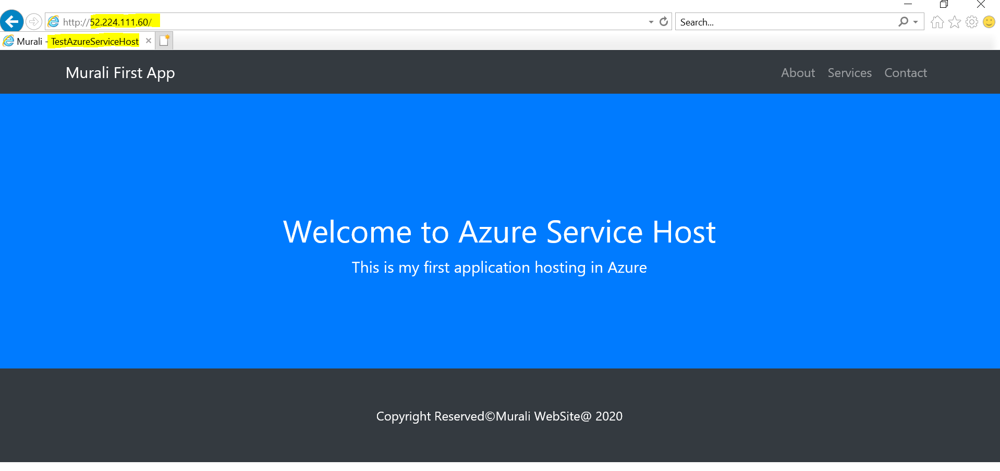 http://52.224.111.60/
Search...
Murali - TestAzureServiceHost
Murali First App
About Services Contact
Welcome to Azure Service Host
This is my first application hosting in Azure
Copyright Reserved©Murali WebSite@ 2020